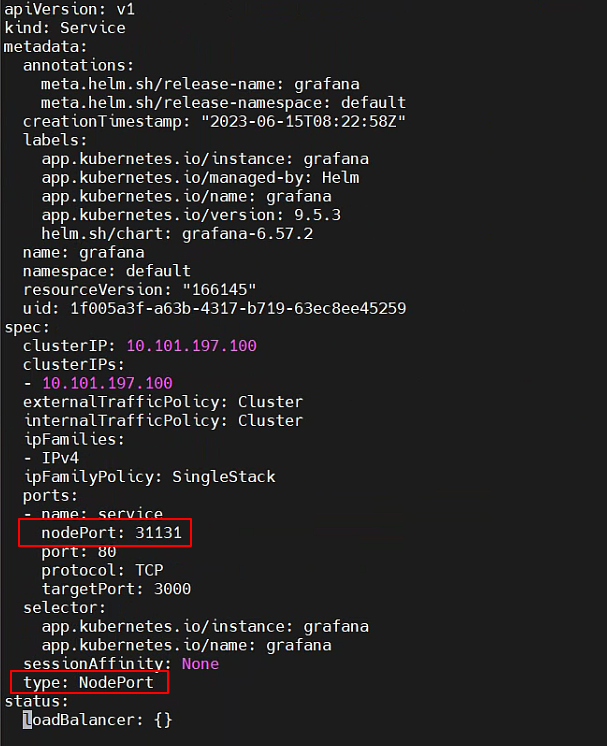 apiVersion: v1
kind: Service
metadata:
  annotations:
    meta.helm.sh/release-name: grafana
    meta.helm.sh/release-namespace: default
  creationTimestamp: "2023-06-15T08:22:58Z"
  labels:
    app.kubernetes.io/instance: grafana
    app.kubernetes.io/managed-by: Helm
    app.kubernetes.io/name: grafana
    app.kubernetes.io/version: 9.5.3
    helm.sh/chart: grafana-6.57.2
  name: grafana
  namespace: default
  resourceVersion: "166145"
  uid: 1f005a3f-a63b-4317-b719-63ec8ee45259
spec:
  clusterIP: 10.101.197.100
  clusterIPs:
  - 10.101.197.100
  externalTrafficPolicy: Cluster
  internalTrafficPolicy: Cluster
  ipFamilies:
  - IPv4
  ipFamilyPolicy: SingleStack
  ports:
  - name: service
    nodePort: 31131
    port: 80
    protocol: TCP
    targetPort: 3000
  selector:
    app.kubernetes.io/instance: grafana
    app.kubernetes.io/name: grafana
  sessionAffinity: None
  type: NodePort
status:
  loadBalancer: {}